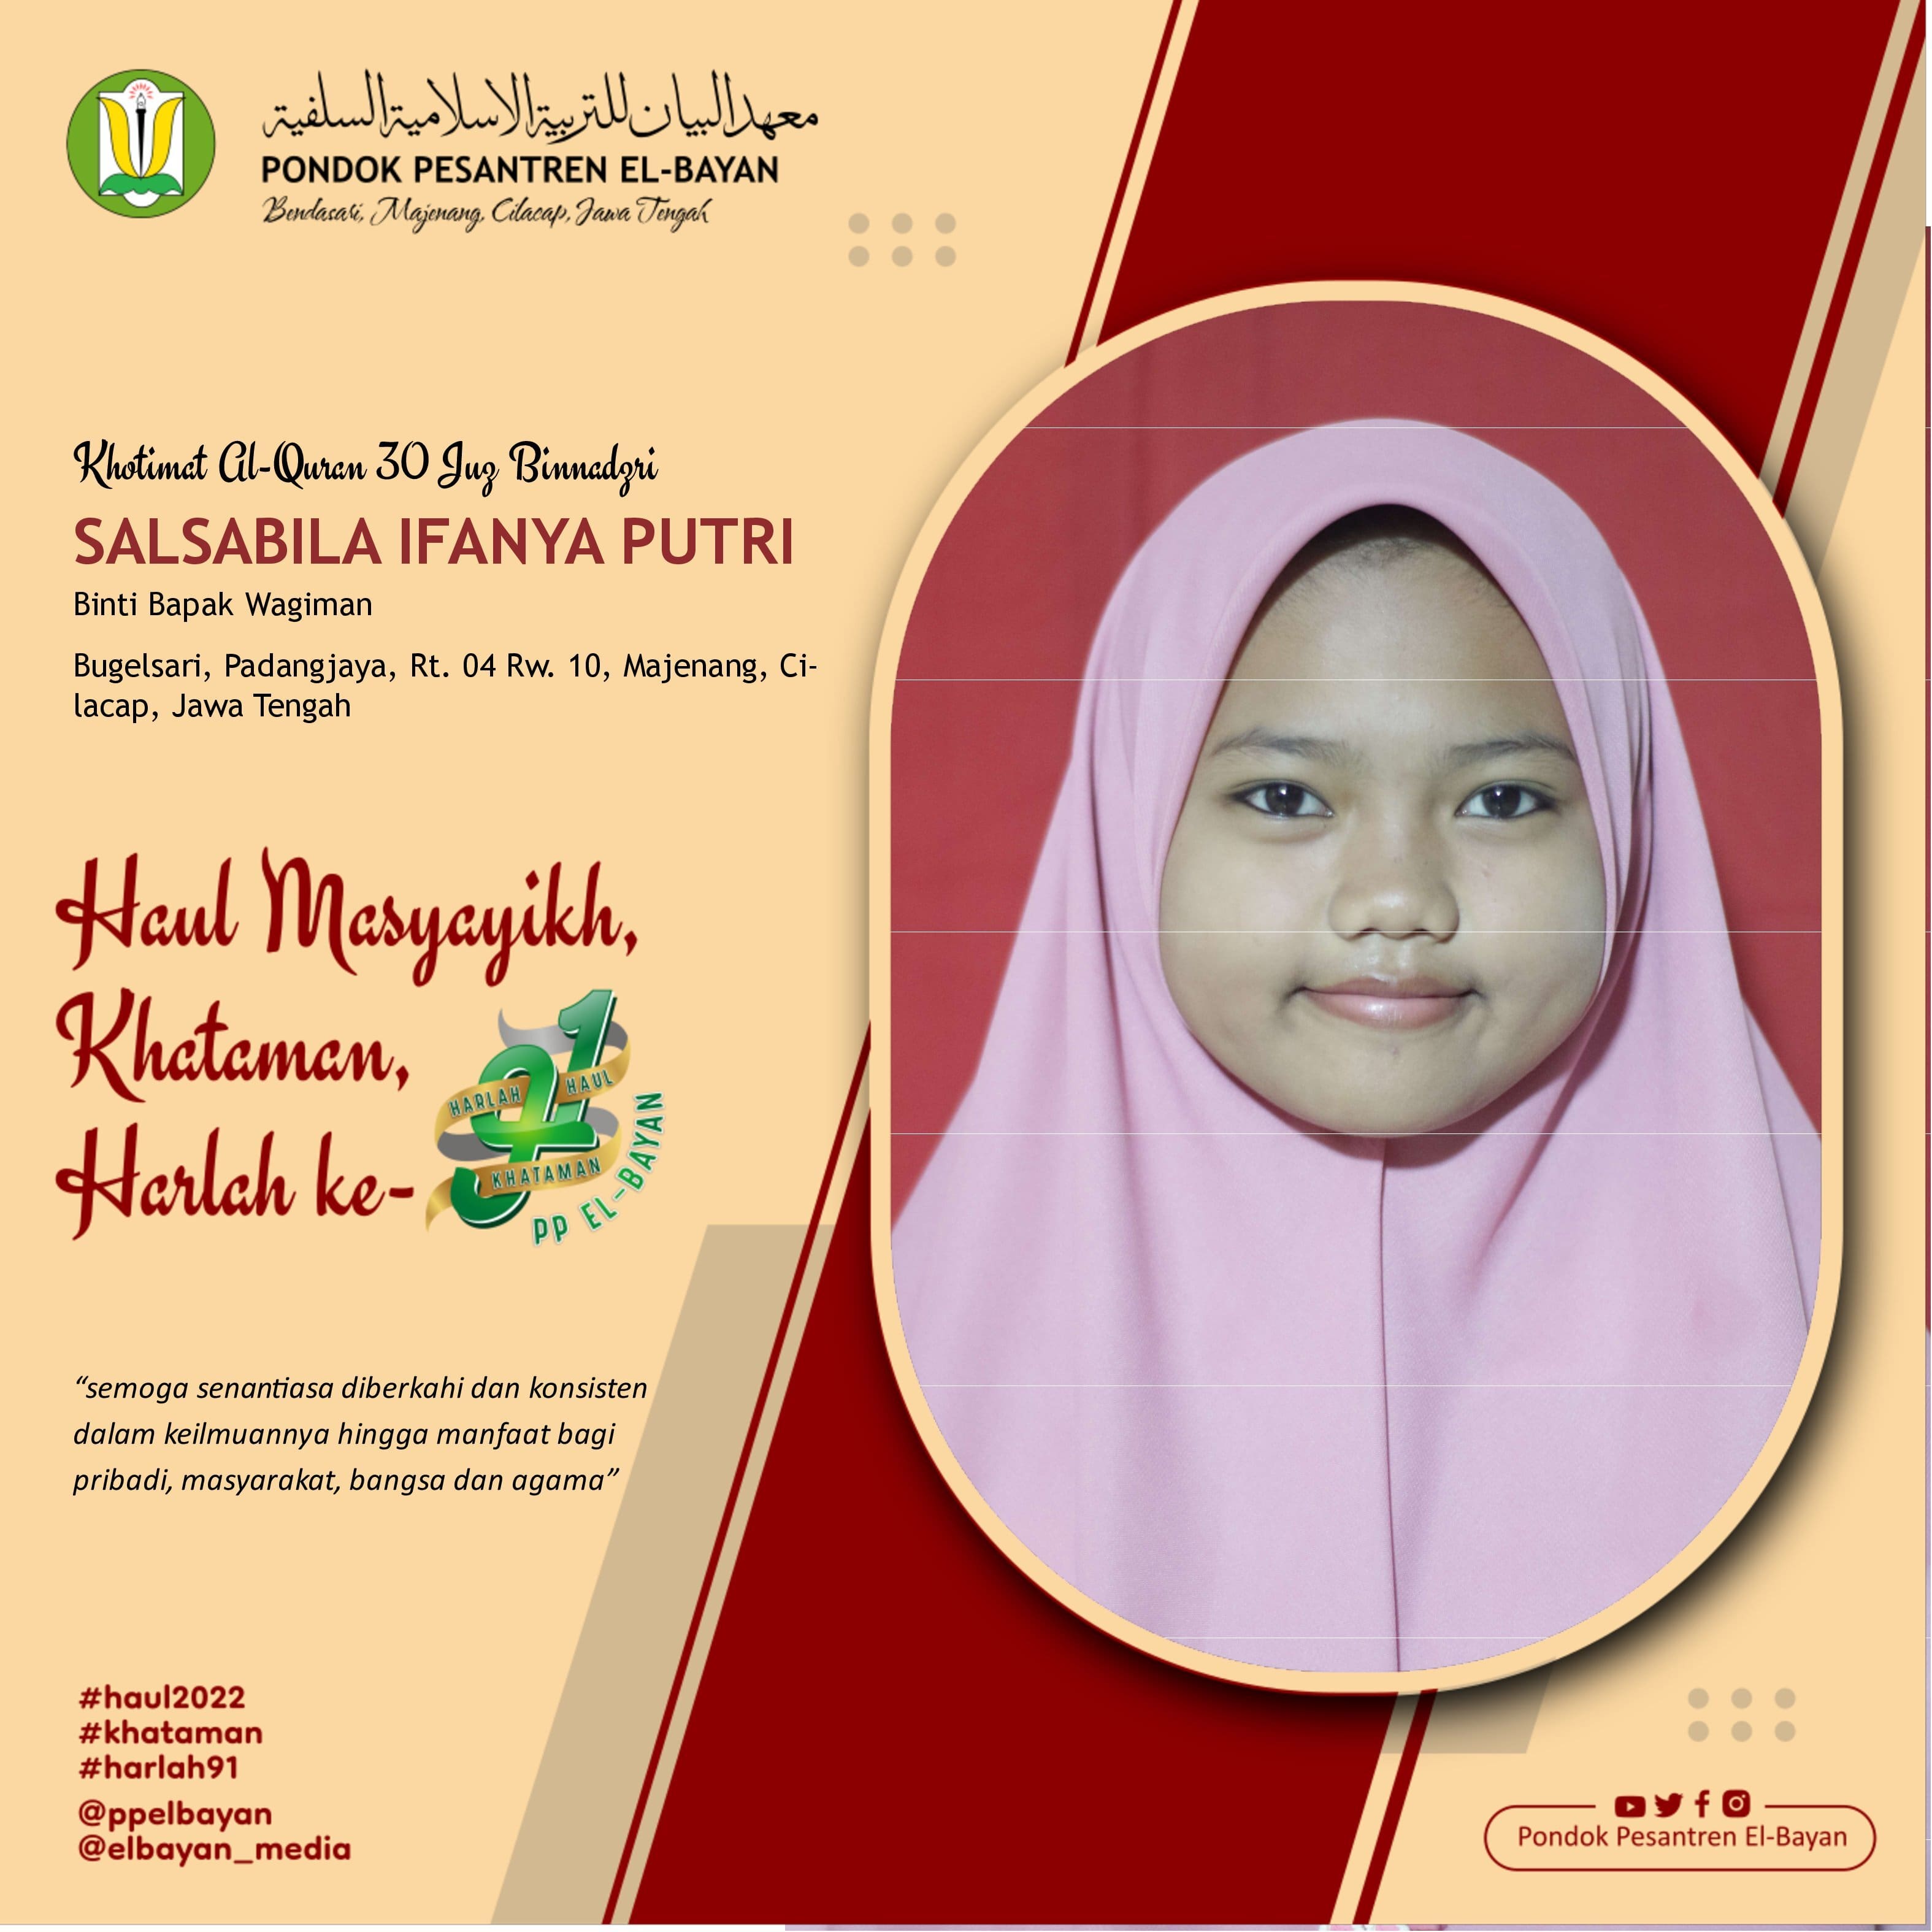 معهد البيان للتربية الاسلامية السلفية
PONDOK PESANTREN EL-BAYAN
Bendasari, Majenang, Cilacap, Jawa Tengah
Khotimat Al-Quran 30 Juz Binnadzri
SALSABILA IFANYA PUTRI
Binti Bapak Wagiman
Bugelsari, Padangjaya, Rt. 04 Rw. 10, Majenang, Ci-
lacap, Jawa Tengah
Haul Masyayikh,
Khataman,
Harlah ke-
91
HARLAH HAUL
KHATAMAN
PP EL-BAYAN
“semoga senantiasa diberkahi dan konsisten
dalam keilmuannya hingga manfaat bagi
pribadi, masyarakat, bangsa dan agama”
#haul2022
#khataman
#harlah91
@ppelbayan
@elbayan_media
Pondok Pesantren El-Bayan